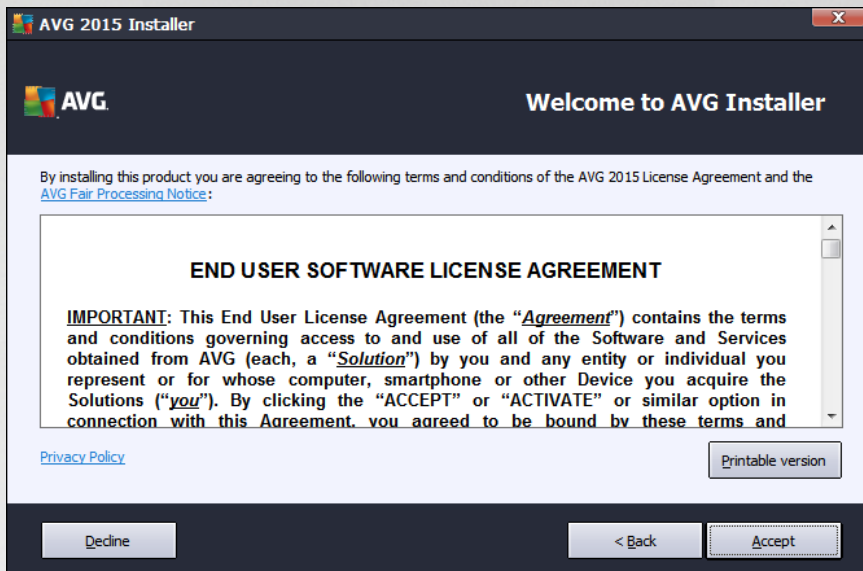 AVG 2015 Installer
X
AVG.
Welcome to AVG Installer
By installing this product you are agreeing to the following terms and conditions of the AVG 2015 License Agreement and the
AVG Fair Processing Notice:
END USER SOFTWARE LICENSE AGREEMENT
IMPORTANT: This End User License Agreement (the “Agreement”) contains the terms
and conditions governing access to and use of all of the Software and Services
obtained from AVG (each, a “Solution”) by you and any entity or individual you
represent or for whose computer, smartphone or other Device you acquire the
Solutions (“you”). By clicking the “ACCEPT” or “ACTIVATE” or similar option in
connection with this Agreement, you agreed to be bound by these terms and
Privacy Policy
Printable version
Decline
< Back
Accept